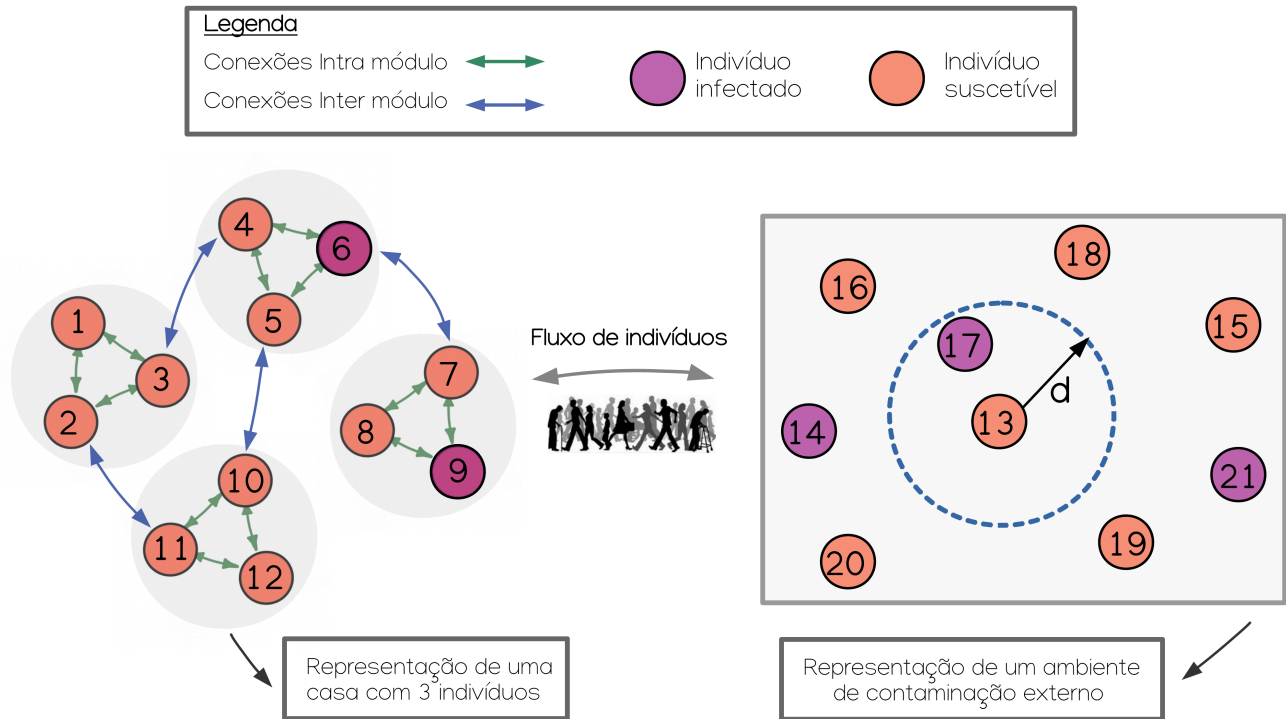 Legenda
Conexões Intra módulo
Conexões Inter módulo
Indivíduo
infectado
Indivíduo
suscetível
4
6
5
1
3
2
7
8
9
10
11
12
Fluxo de indivíduos
18
16
15
17
d
13
14
21
19
20
Representação de uma
casa com 3 indivíduos
Representação de um ambiente
de contaminação externo